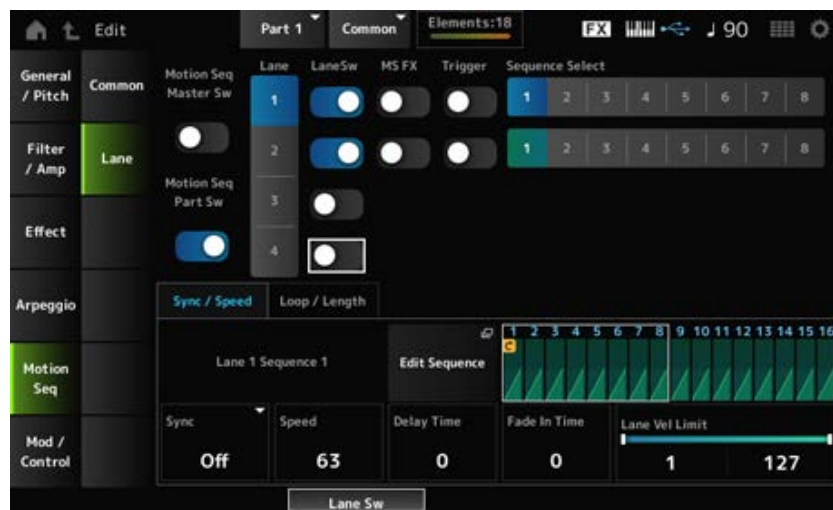 Edit
Part 1
Common
Elements:18
FX
♩ 90
General / Pitch
Common
Motion Seq Master Sw
Lane
LaneSw
MS FX
Trigger
Sequence Select
1
1 2 3 4 5 6 7 8
Filter / Amp
Lane
2
1 2 3 4 5 6 7 8
Motion Seq Part Sw
3
Effect
4
Arpeggio
Sync / Speed
Loop / Length
Lane 1 Sequence 1
Edit Sequence
1 2 3 4 5 6 7 8 9 10 11 12 13 14 15 16
C
Motion Seq
Sync
Speed
Delay Time
Fade In Time
Lane Vel Limit
Off
63
0
0
1
127
Mod / Control
Lane Sw